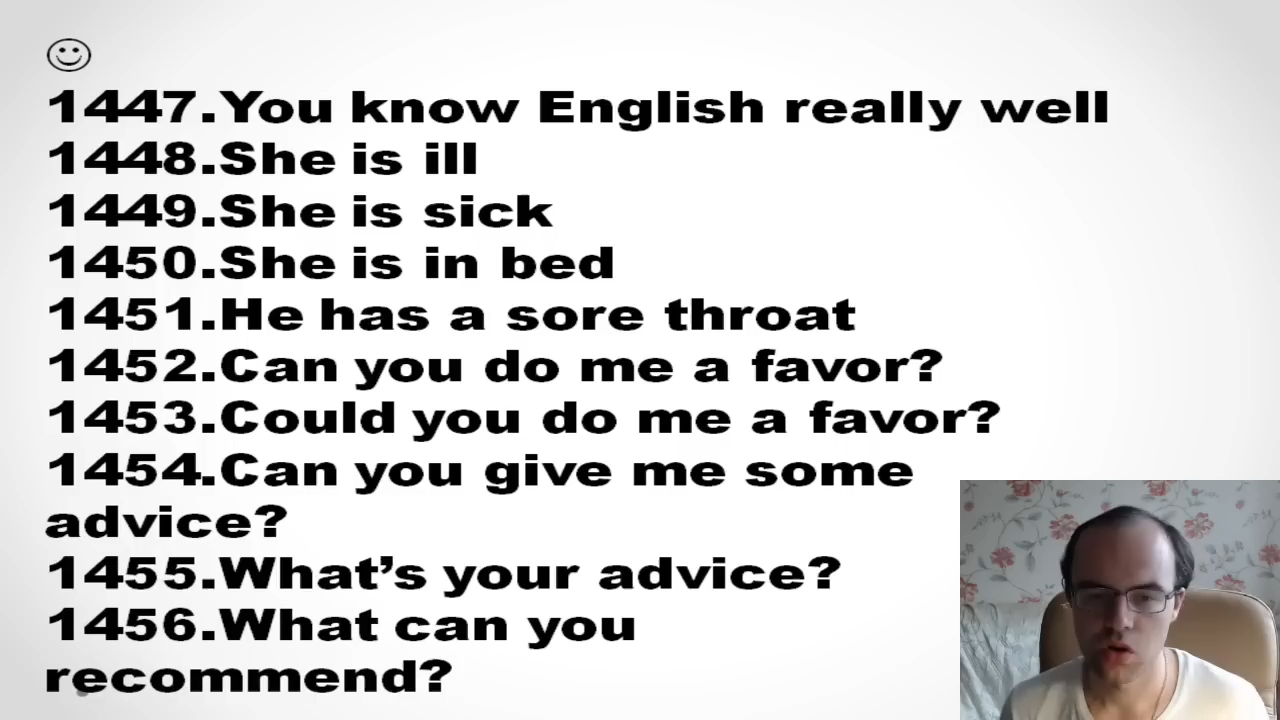 1447.You know English really well
1448.She is ill
1449.She is sick
1450.She is in bed
1451.He has a sore throat
1452.Can you do me a favor?
1453.Could you do me a favor?
1454.Can you give me some
advice?
1455.What’s your advice?
1456.What can you
recommend?